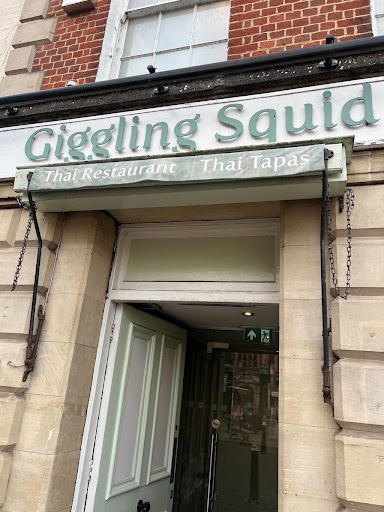 Giggling Squid
Thai Restaurant Thai Tapas